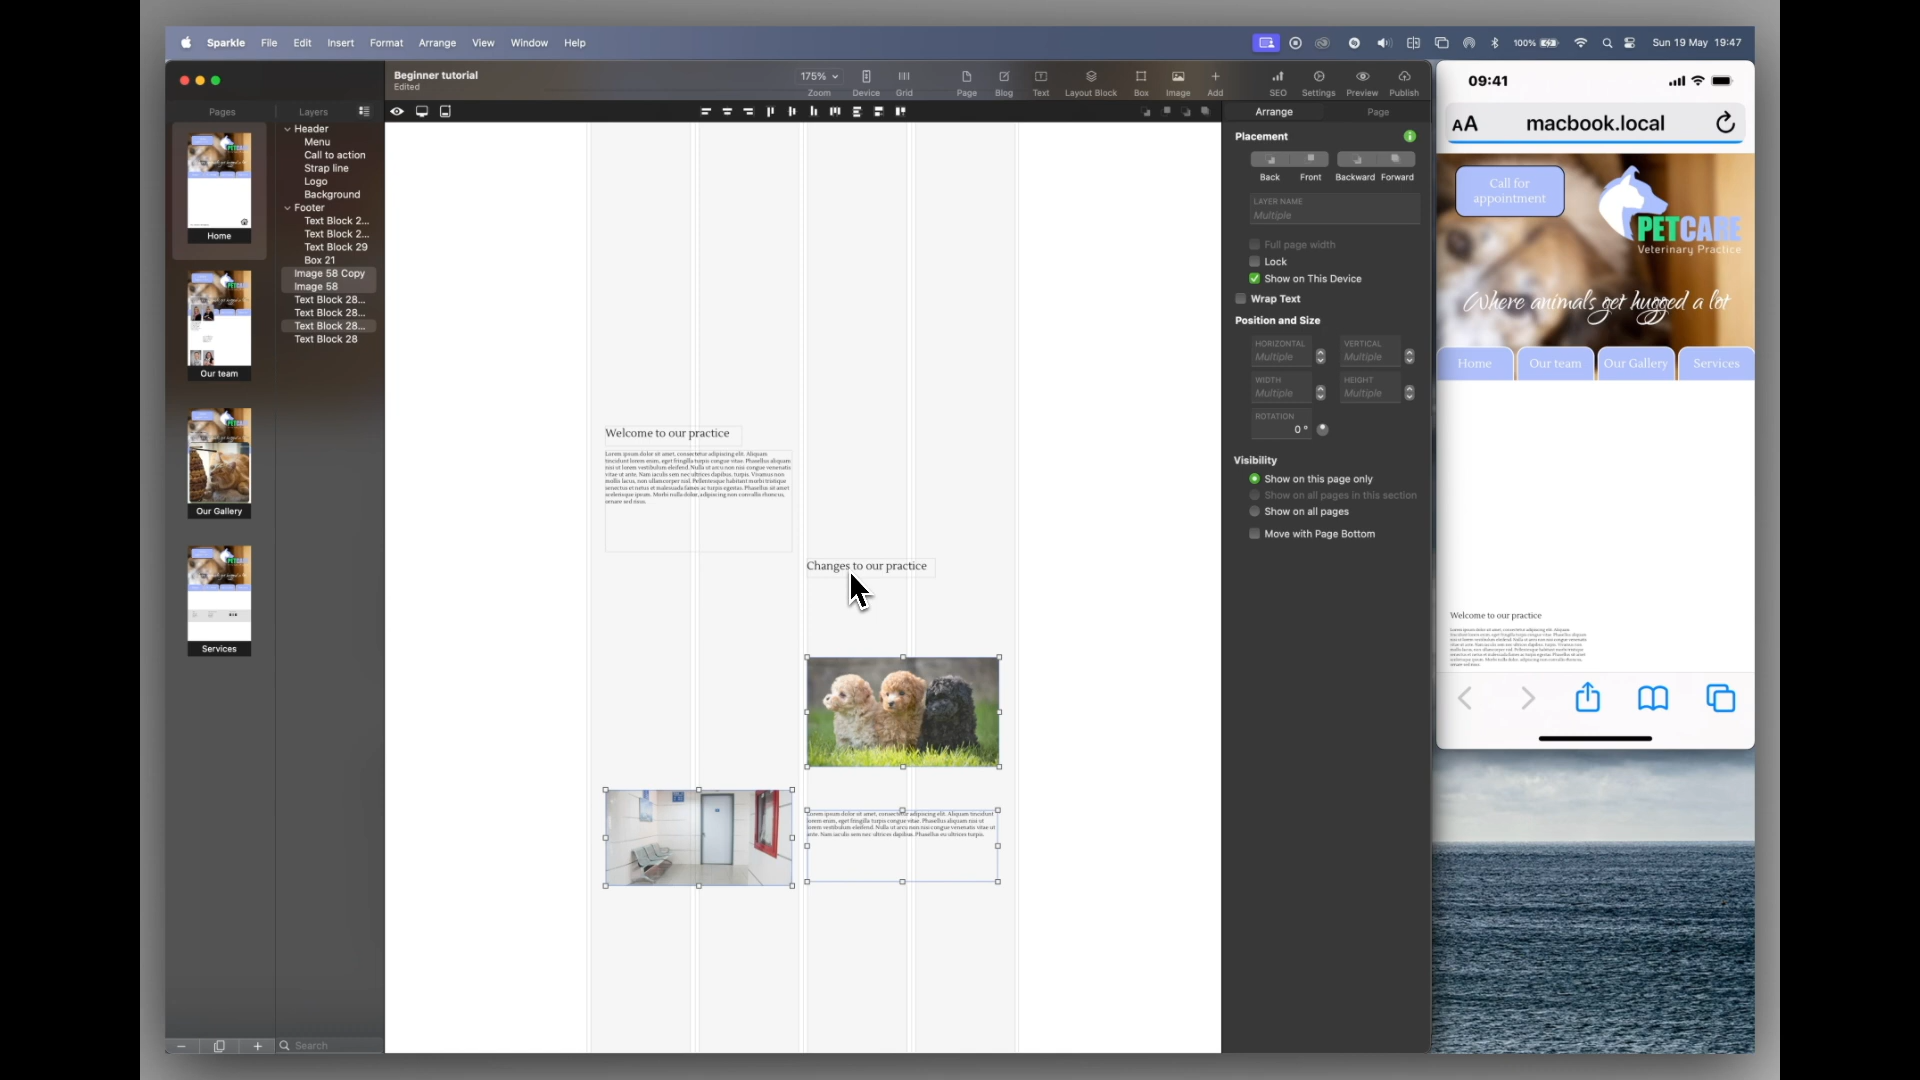 Sparkle File Edit Insert Format Arrange View Window Help
100% Sun 19 May 19:47
Beginner tutorial
Edited
175%
Zoom Device Grid Page Blog Text Layout Block Box Image Add SEO Settings Preview Publish
Pages Layers
Arrange Page
Home
Our team
Our Gallery
Services
Header
Menu
Call to action
Strap line
Logo
Background
Footer
Text Block 2...
Text Block 2...
Text Block 29
Box 21
Image 58 Copy
Image 58
Text Block 28...
Text Block 28...
Text Block 28...
Text Block 28
Search
Welcome to our practice
Changes to our practice
Placement
Back Front Backward Forward
LAYER NAME
Multiple
Full page width
Lock
Show on This Device
Wrap Text
Position and Size
HORIZONTAL VERTICAL
Multiple Multiple
WIDTH HEIGHT
Multiple Multiple
ROTATION
0 °
Visibility
Show on this page only
Show on all pages in this section
Show on all pages
Move with Page Bottom
09:41
AA macbook.local
Call for
appointment
PETCARE
Veterinary Practice
Where animals get hugged a lot
Home Our team Our Gallery Services
Welcome to our practice